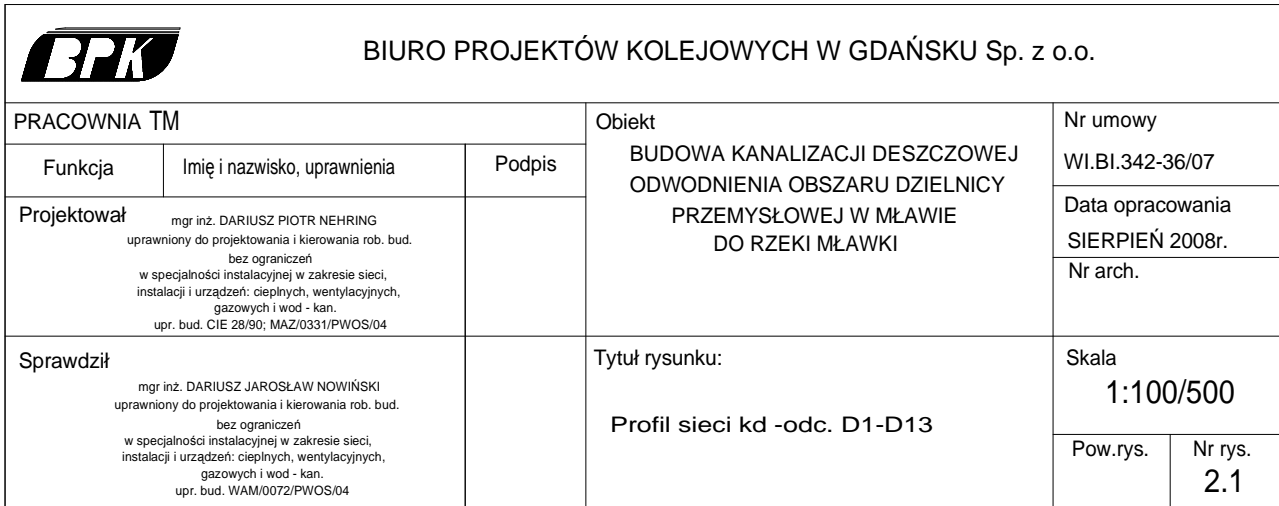 BPK
BIURO PROJEKTÓW KOLEJOWYCH W GDAŃSKU Sp. z o.o.
PRACOWNIA TM
Funkcja
Imię i nazwisko, uprawnienia
Podpis
Projektował
mgr inż. DARIUSZ PIOTR NEHRING
uprawniony do projektowania i kierowania rob. bud.
bez ograniczeń
w specjalności instalacyjnej w zakresie sieci,
instalacji i urządzeń: cieplnych, wentylacyjnych,
gazowych i wod - kan.
upr. bud. CIE 28/90; MAZ/0331/PWOS/04
Sprawdził
mgr inż. DARIUSZ JAROSŁAW NOWIŃSKI
uprawniony do projektowania i kierowania rob. bud.
bez ograniczeń
w specjalności instalacyjnej w zakresie sieci,
instalacji i urządzeń: cieplnych, wentylacyjnych,
gazowych i wod - kan.
upr. bud. WAM/0072/PWOS/04
Obiekt
BUDOWA KANALIZACJI DESZCZOWEJ
ODWODNIENIA OBSZARU DZIELNICY
PRZEMYSŁOWEJ W MŁAWIE
DO RZEKI MŁAWKI
Tytuł rysunku:
Profil sieci kd -odc. D1-D13
Nr umowy
WI.BI.342-36/07
Data opracowania
SIERPIEŃ 2008r.
Nr arch.
Skala
1:100/500
Pow.rys.
Nr rys.
2.1